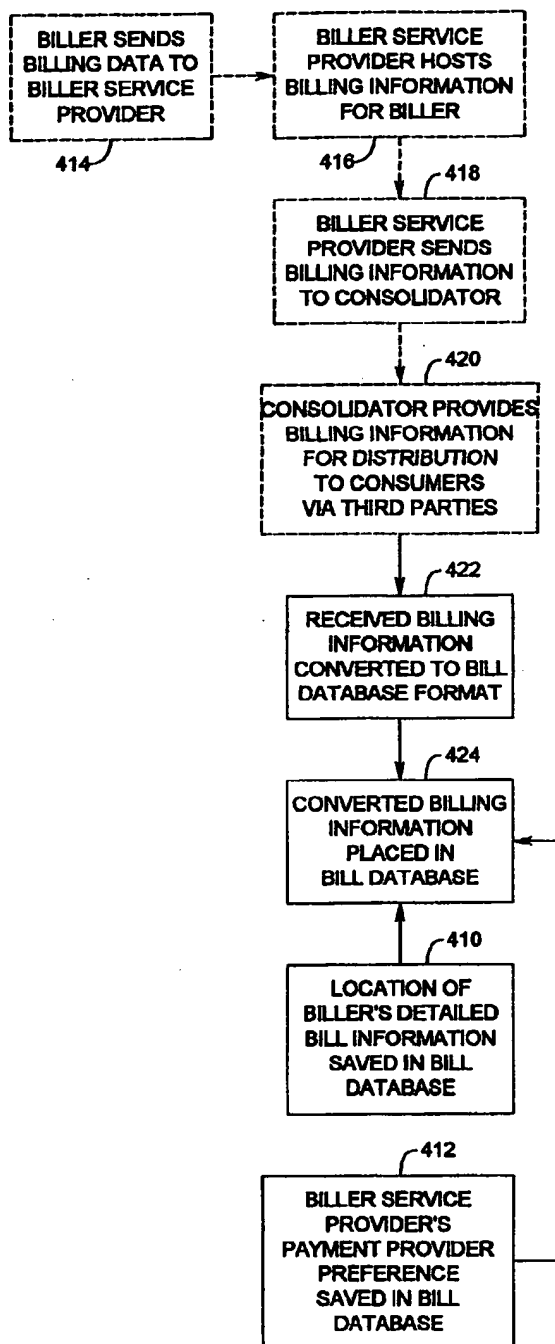 BILLER SENDS
BILLING DATA TO
BILLER SERVICE
PROVIDER
414
BILLER SERVICE
PROVIDER HOSTS
BILLING INFORMATION
FOR BILLER
416
418
BILLER SERVICE
PROVIDER SENDS
BILLING INFORMATION
TO CONSOLIDATOR
420
CONSOLIDATOR PROVIDES
BILLING INFORMATION
FOR DISTRIBUTION
TO CONSUMERS
VIA THIRD PARTIES
422
RECEIVED BILLING
INFORMATION
CONVERTED TO BILL
DATABASE FORMAT
424
CONVERTED BILLING
INFORMATION
PLACED IN
BILL DATABASE
410
LOCATION OF
BILLER'S DETAILED
BILL INFORMATION
SAVED IN BILL
DATABASE
412
BILLER SERVICE
PROVIDER'S
PAYMENT PROVIDER
PREFERENCE
SAVED IN BILL
DATABASE